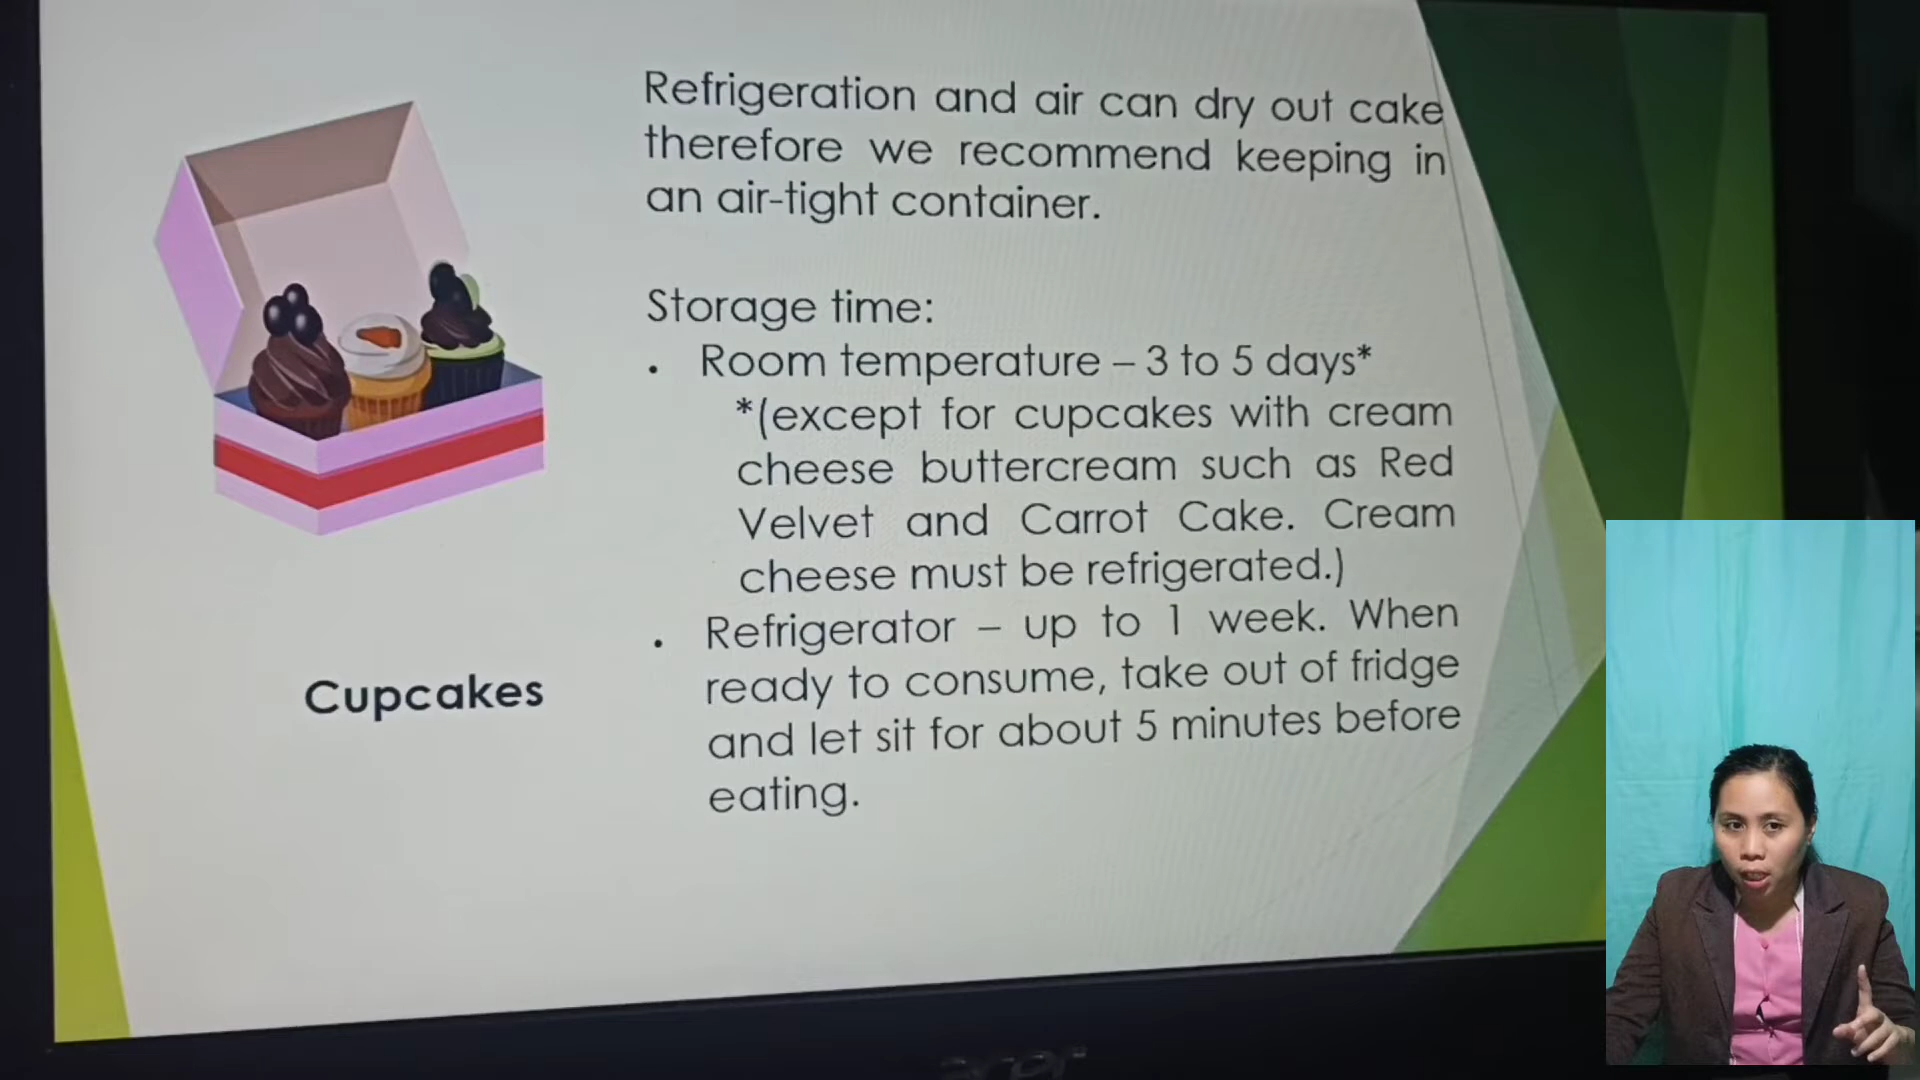 Refrigeration and air can dry out cake
therefore we recommend keeping in
an air-tight container.
Storage time:
. Room temperature – 3 to 5 days*
*(except for cupcakes with cream
cheese buttercream such as Red
Velvet and Carrot Cake. Cream
cheese must be refrigerated.)
. Refrigerator – up to 1 week. When
ready to consume, take out of fridge
and let sit for about 5 minutes before
eating.
Cupcakes
acer